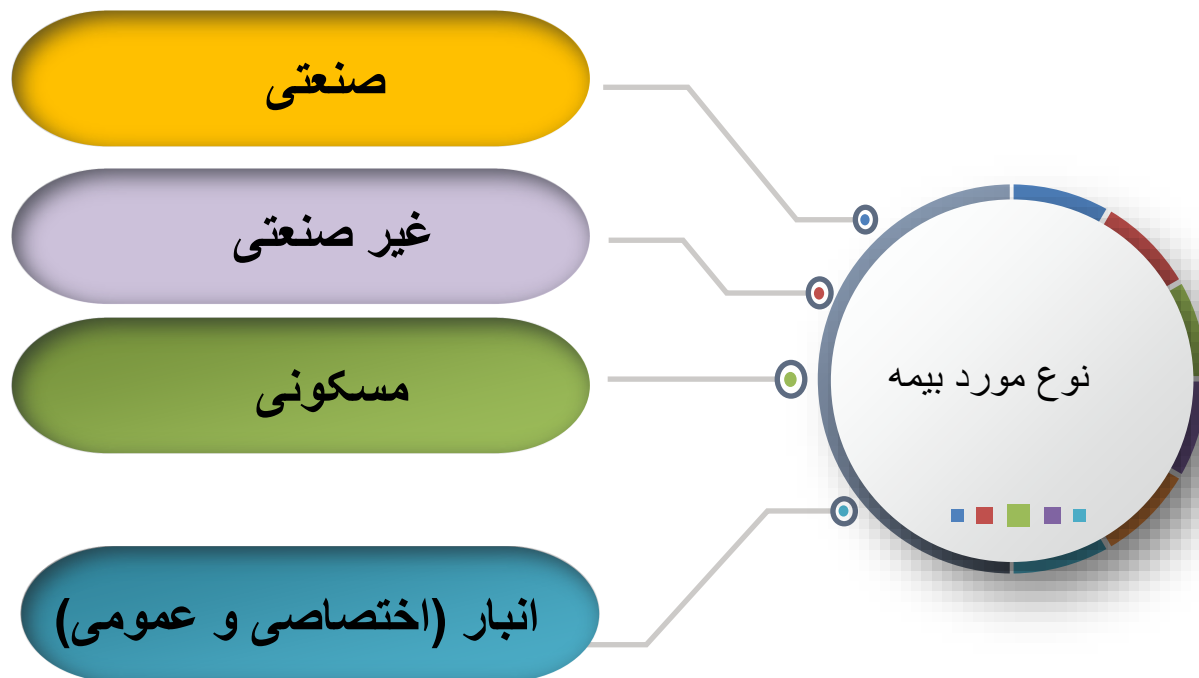 نوع مورد بیمه
صنعتی
غیر صنعتی
مسکونی
انبار (اختصاصی و عمومی)